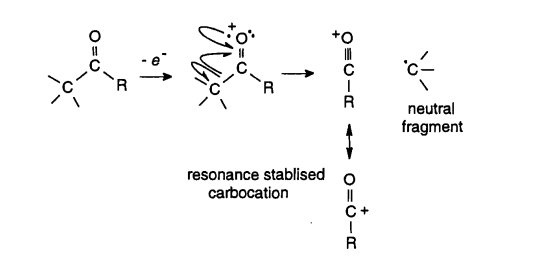 O
C
C
R
- e⁻
+
O
C
C
R
+O
C
R
C
neutral
fragment
resonance stablised
carbocation
O
C +
R